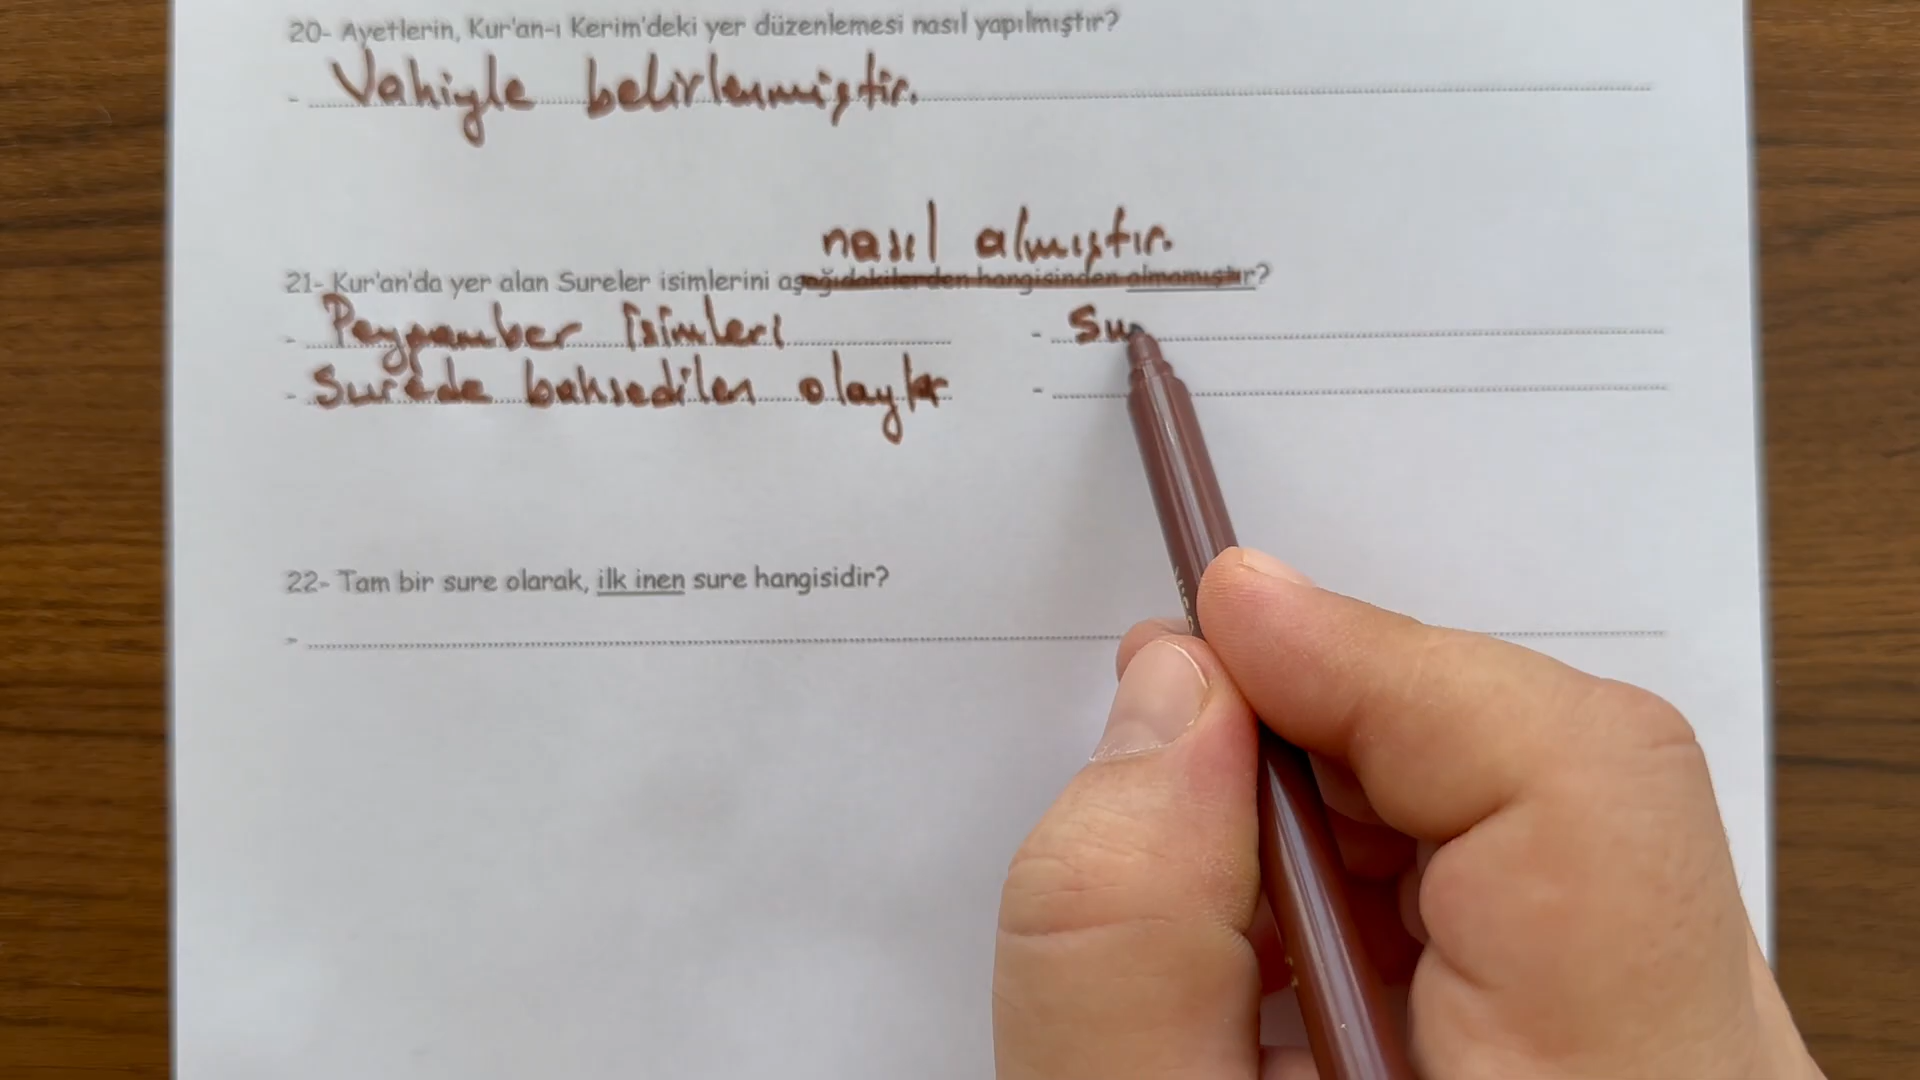 20- Ayetlerin, Kur'an-ı Kerim'deki yer düzenlemesi nasıl yapılmıştır?
- Vahiyle belirlenmiştir.
nasıl almıştır.
21- Kur'an'da yer alan Sureler isimlerini aşağıdakilerden hangisinden almamıştır?
- Peygamber İsimleri
- Su
- Surede bahsedilen olaylar
-
22- Tam bir sure olarak, ilk inen sure hangisidir?
-